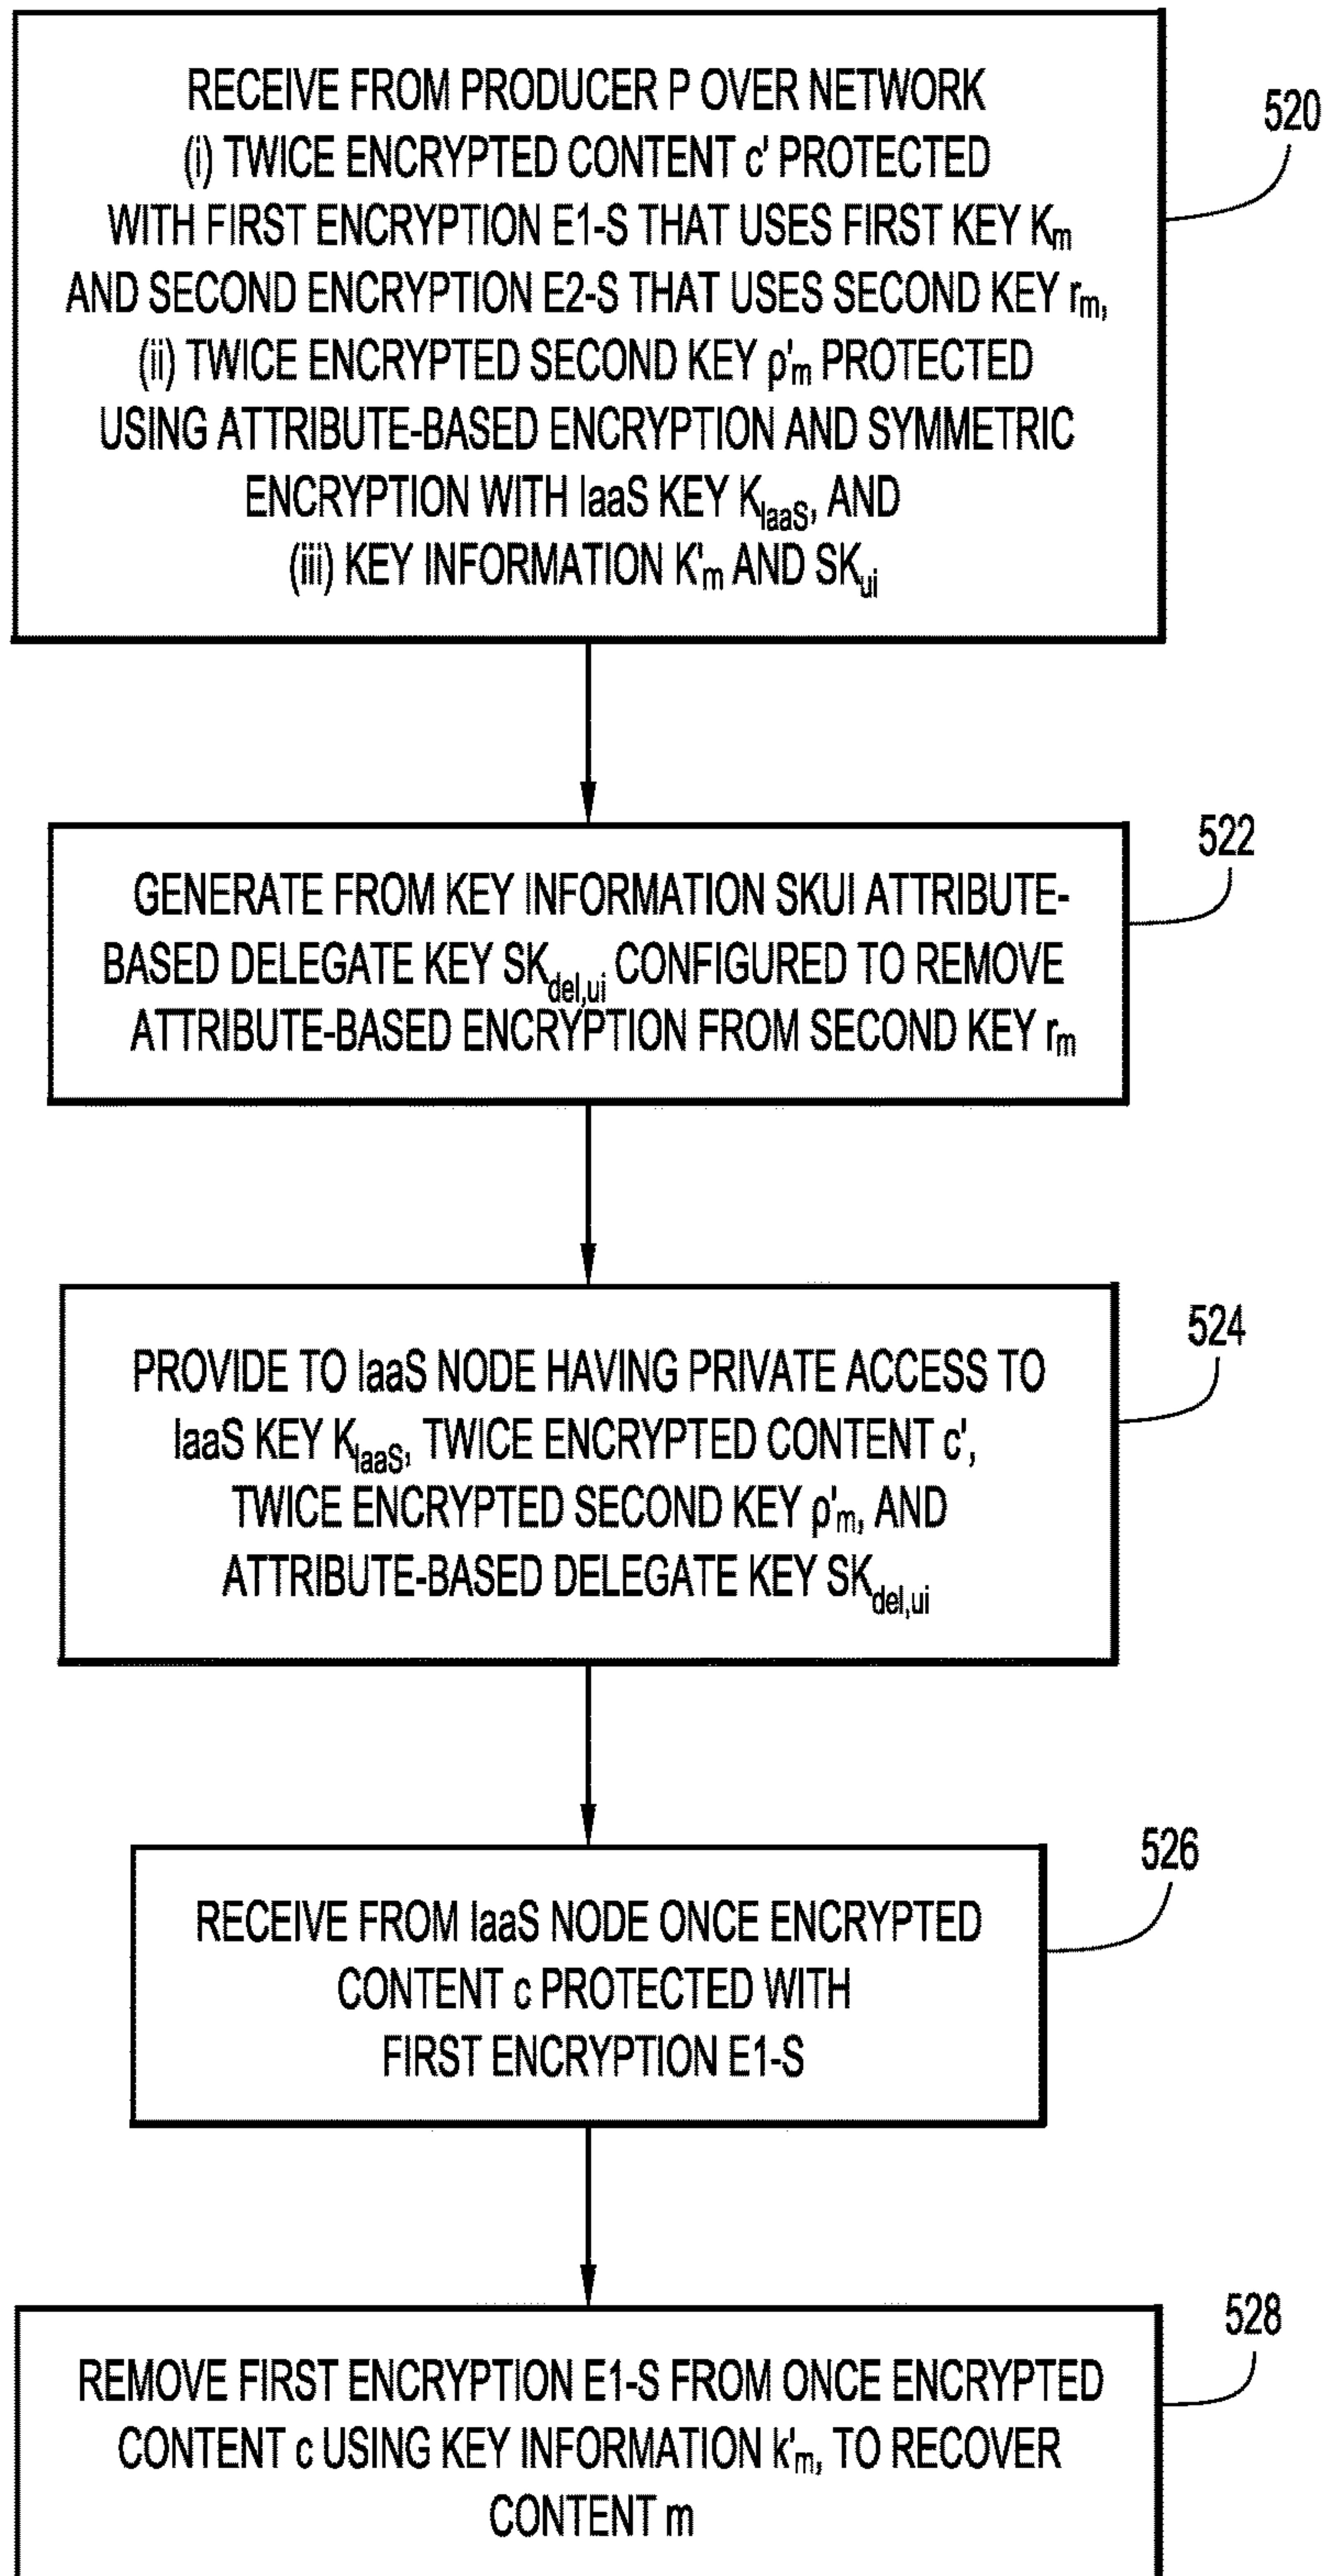 RECEIVE FROM PRODUCER P OVER NETWORK
(i) TWICE ENCRYPTED CONTENT c' PROTECTED
WITH FIRST ENCRYPTION E1-S THAT USES FIRST KEY Km
AND SECOND ENCRYPTION E2-S THAT USES SECOND KEY rm,
(ii) TWICE ENCRYPTED SECOND KEY ρ'm PROTECTED
USING ATTRIBUTE-BASED ENCRYPTION AND SYMMETRIC
ENCRYPTION WITH IaaS KEY KIaaS, AND
(iii) KEY INFORMATION K'm AND SKui
520
GENERATE FROM KEY INFORMATION SKUI ATTRIBUTE-
BASED DELEGATE KEY SKdel,ui CONFIGURED TO REMOVE
ATTRIBUTE-BASED ENCRYPTION FROM SECOND KEY rm
522
PROVIDE TO IaaS NODE HAVING PRIVATE ACCESS TO
IaaS KEY KIaaS, TWICE ENCRYPTED CONTENT c',
TWICE ENCRYPTED SECOND KEY ρ'm, AND
ATTRIBUTE-BASED DELEGATE KEY SKdel,ui
524
RECEIVE FROM IaaS NODE ONCE ENCRYPTED
CONTENT c PROTECTED WITH
FIRST ENCRYPTION E1-S
526
REMOVE FIRST ENCRYPTION E1-S FROM ONCE ENCRYPTED
CONTENT c USING KEY INFORMATION k'm, TO RECOVER
CONTENT m
528